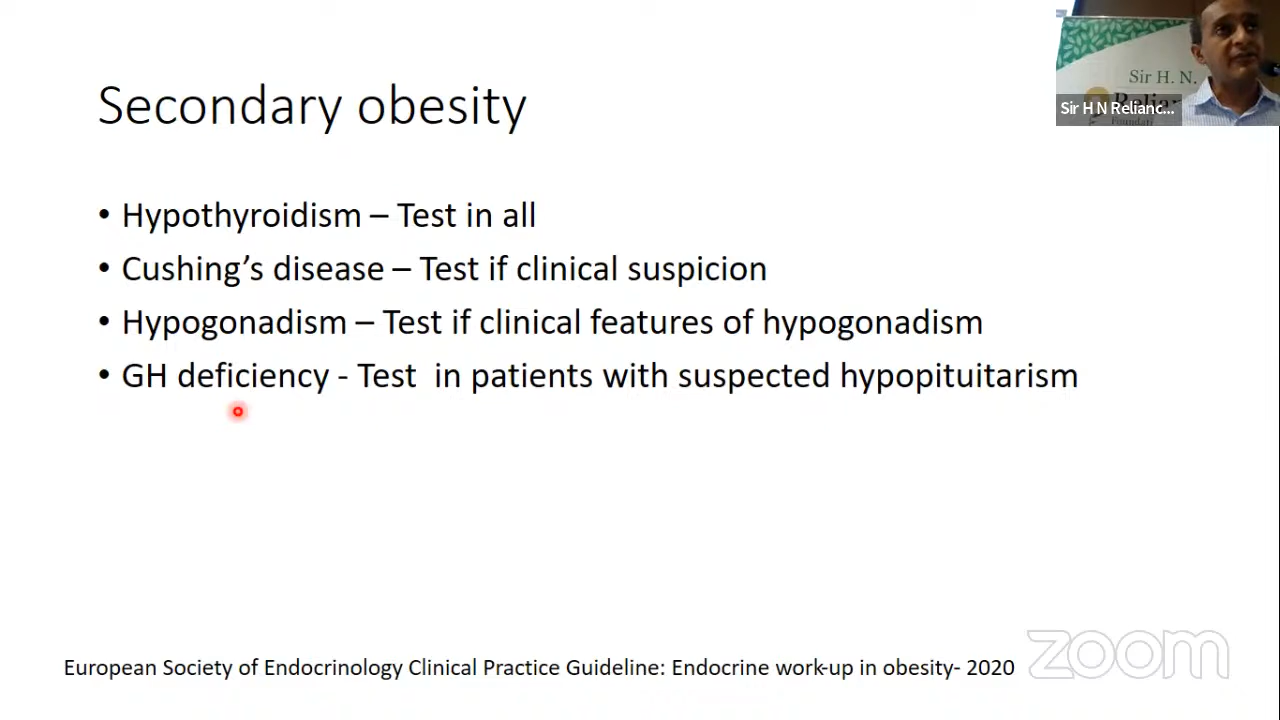 Secondary obesity
Sir H. N.
Sir H N Relianc...
• Hypothyroidism – Test in all
• Cushing's disease – Test if clinical suspicion
• Hypogonadism – Test if clinical features of hypogonadism
• GH deficiency - Test in patients with suspected hypopituitarism
European Society of Endocrinology Clinical Practice Guideline: Endocrine work-up in obesity- 2020
zoom